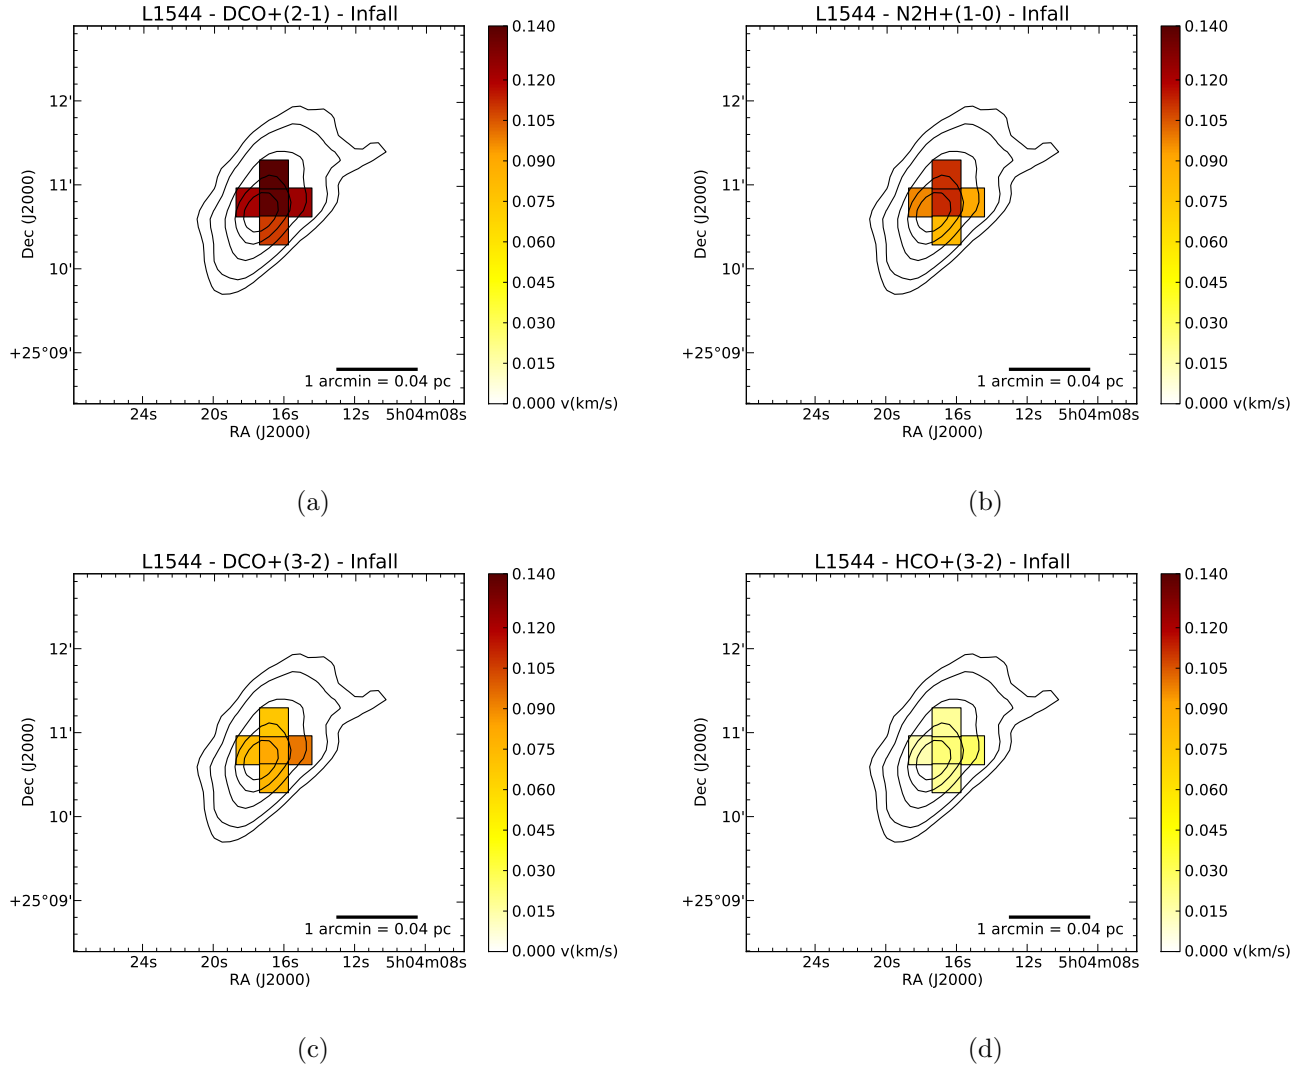 L1544 - DCO+(2-1) - Infall
12'
11'
10'
+25°09'
Dec (J2000)
24s 20s 16s 12s 5h04m08s
RA (J2000)
1 arcmin = 0.04 pc
0.140
0.120
0.105
0.090
0.075
0.060
0.045
0.030
0.015
0.000 v(km/s)
(a)
L1544 - N2H+(1-0) - Infall
12'
11'
10'
+25°09'
Dec (J2000)
24s 20s 16s 12s 5h04m08s
RA (J2000)
1 arcmin = 0.04 pc
0.140
0.120
0.105
0.090
0.075
0.060
0.045
0.030
0.015
0.000 v(km/s)
(b)
L1544 - DCO+(3-2) - Infall
12'
11'
10'
+25°09'
Dec (J2000)
24s 20s 16s 12s 5h04m08s
RA (J2000)
1 arcmin = 0.04 pc
0.140
0.120
0.105
0.090
0.075
0.060
0.045
0.030
0.015
0.000 v(km/s)
(c)
L1544 - HCO+(3-2) - Infall
12'
11'
10'
+25°09'
Dec (J2000)
24s 20s 16s 12s 5h04m08s
RA (J2000)
1 arcmin = 0.04 pc
0.140
0.120
0.105
0.090
0.075
0.060
0.045
0.030
0.015
0.000 v(km/s)
(d)